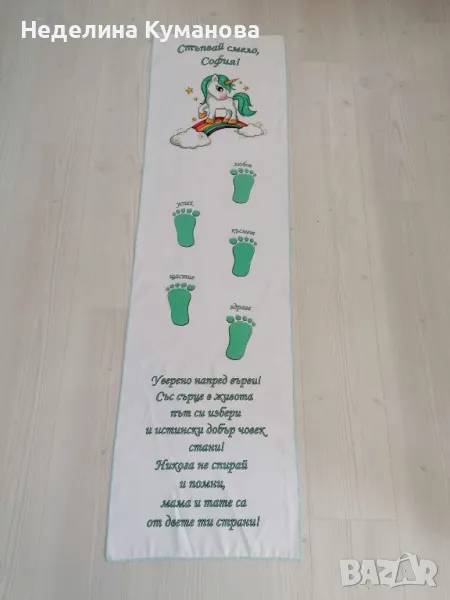 Неделина Куманова
Стъпвай смело,
София!
любов
успех
късмет
щастие
здраве
Уверено напред върви!
Със сърце в живота
път си избери
и истински добър човек
стани!
Никога не спирай
и помни,
мама и тате са
от двете ти страни!
BAZAR